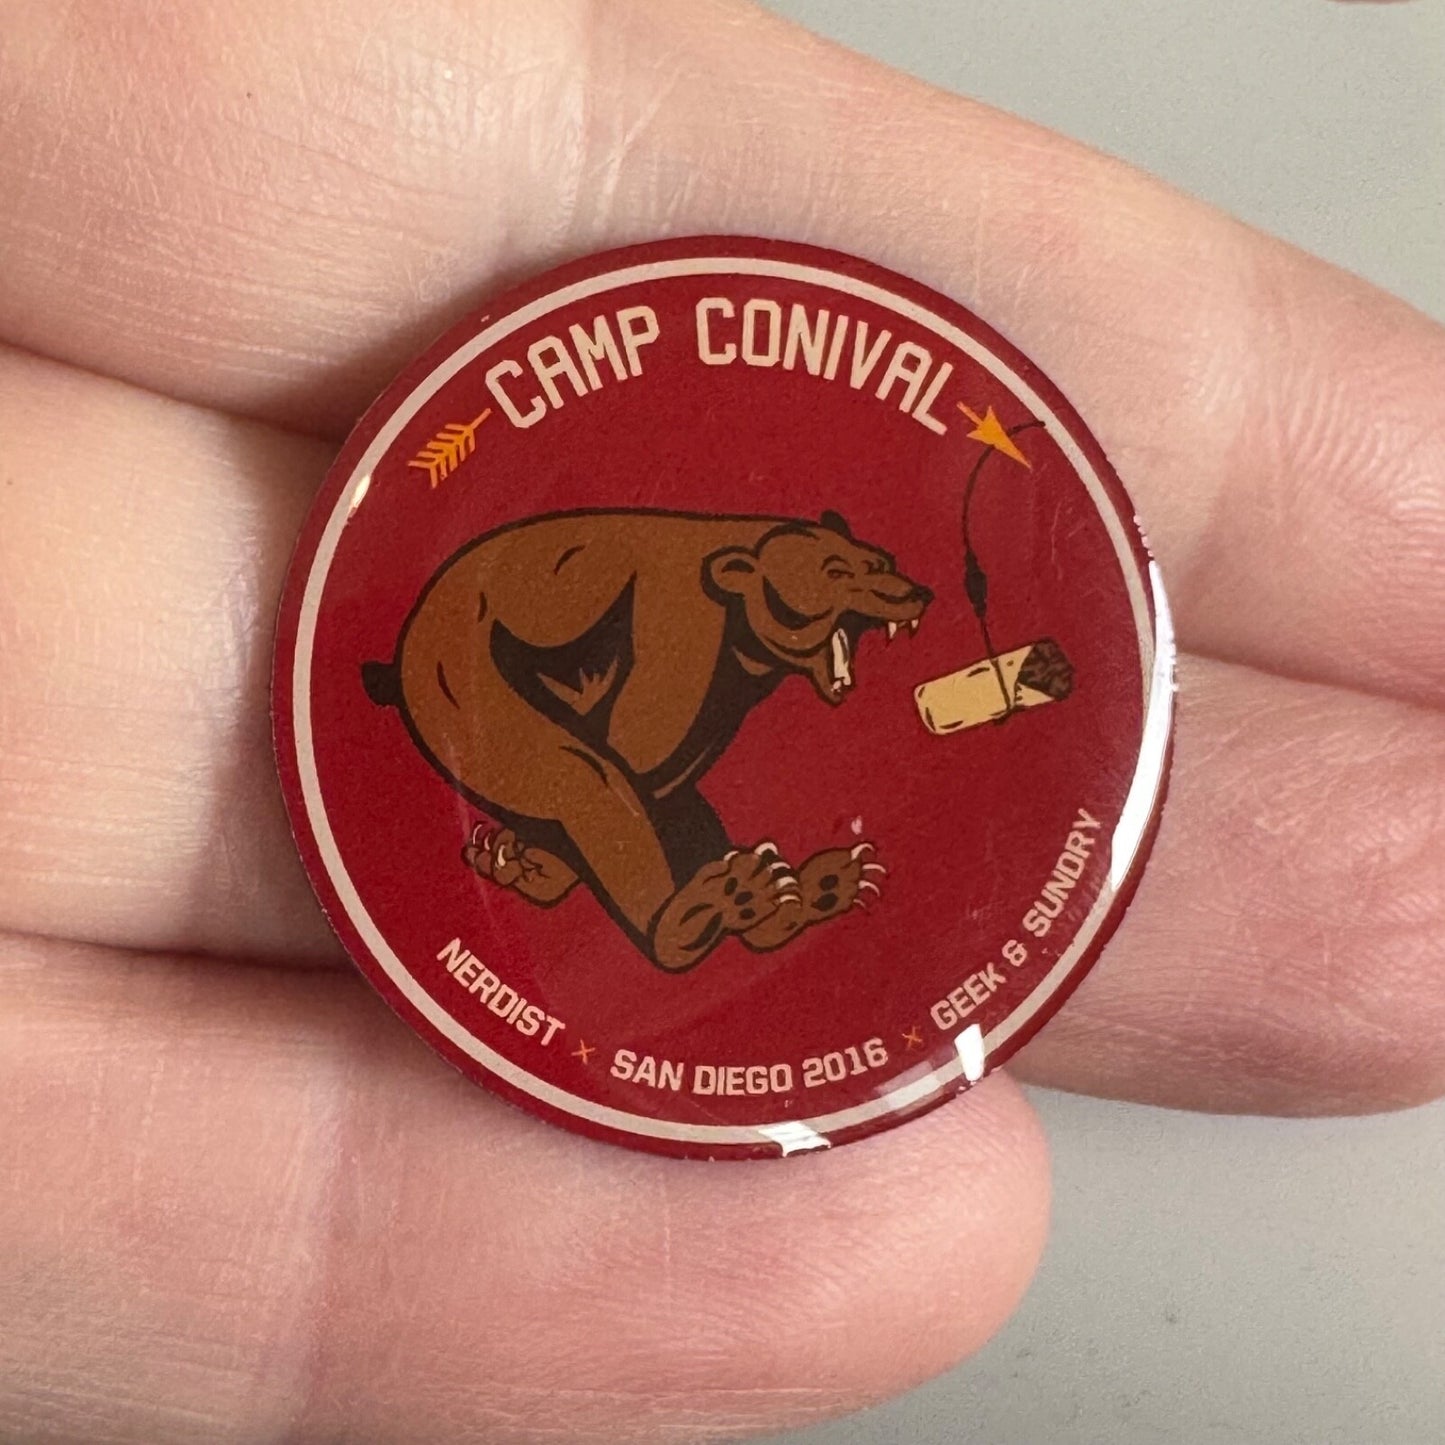 CAMP CONIVAL
NERDIST × SAN DIEGO 2016 × GEEK & SUNDRY